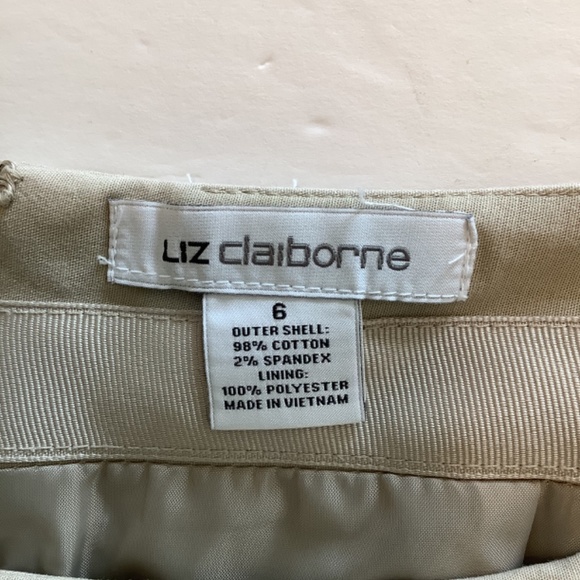 LIZ claiborne
6
OUTER SHELL:
98% COTTON
2% SPANDEX
LINING:
100% POLYESTER
MADE IN VIETNAM